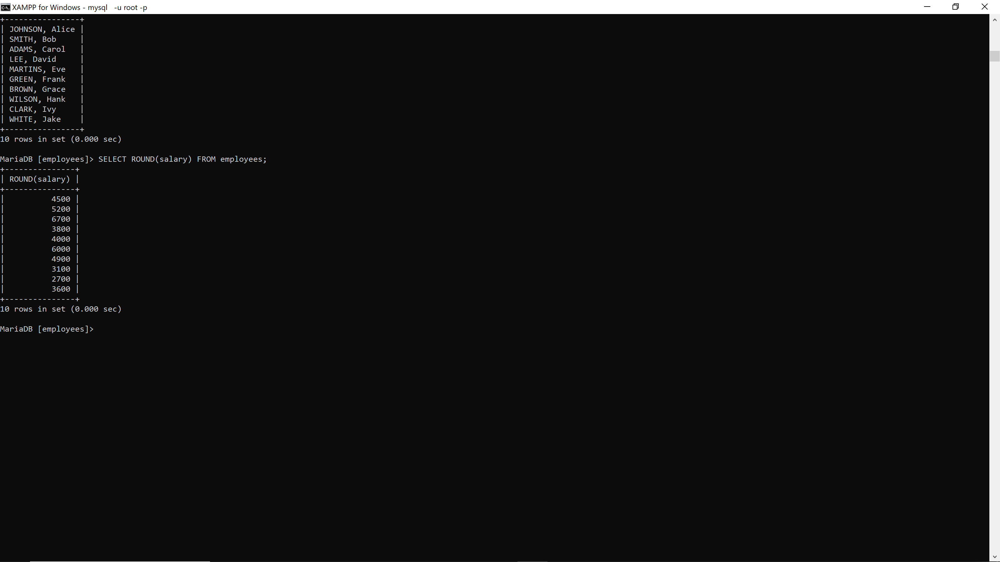 XAMPP for Windows - mysql  -u root -p
+----------------+
| JOHNSON, Alice |
| SMITH, Bob     |
| ADAMS, Carol   |
| LEE, David     |
| MARTINS, Eve   |
| GREEN, Frank   |
| BROWN, Grace   |
| WILSON, Hank   |
| CLARK, Ivy     |
| WHITE, Jake    |
+----------------+
10 rows in set (0.000 sec)

MariaDB [employees]> SELECT ROUND(salary) FROM employees;
+---------------+
| ROUND(salary) |
+---------------+
|          4500 |
|          5200 |
|          6700 |
|          3800 |
|          4000 |
|          6000 |
|          4900 |
|          3100 |
|          2700 |
|          3600 |
+---------------+
10 rows in set (0.000 sec)

MariaDB [employees]>